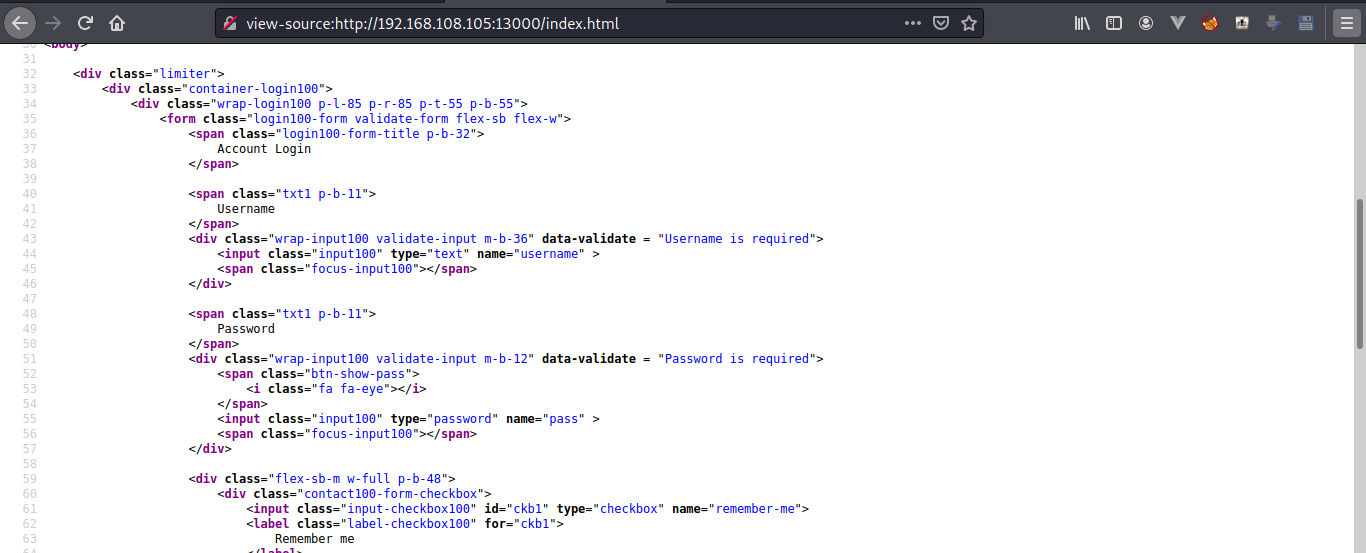 view-source:http://192.168.108.105:13000/index.html
30 <body>
31
32 <div class="limiter">
33 <div class="container-login100">
34 <div class="wrap-login100 p-l-85 p-r-85 p-t-55 p-b-55">
35 <form class="login100-form validate-form flex-sb flex-w">
36 <span class="login100-form-title p-b-32">
37 Account Login
38 </span>
39
40 <span class="txt1 p-b-11">
41 Username
42 </span>
43 <div class="wrap-input100 validate-input m-b-36" data-validate = "Username is required">
44 <input class="input100" type="text" name="username" >
45 <span class="focus-input100"></span>
46 </div>
47
48 <span class="txt1 p-b-11">
49 Password
50 </span>
51 <div class="wrap-input100 validate-input m-b-12" data-validate = "Password is required">
52 <span class="btn-show-pass">
53 <i class="fa fa-eye"></i>
54 </span>
55 <input class="input100" type="password" name="pass" >
56 <span class="focus-input100"></span>
57 </div>
58
59 <div class="flex-sb-m w-full p-b-48">
60 <div class="contact100-form-checkbox">
61 <input class="input-checkbox100" id="ckb1" type="checkbox" name="remember-me">
62 <label class="label-checkbox100" for="ckb1">
63 Remember me
64 </label>